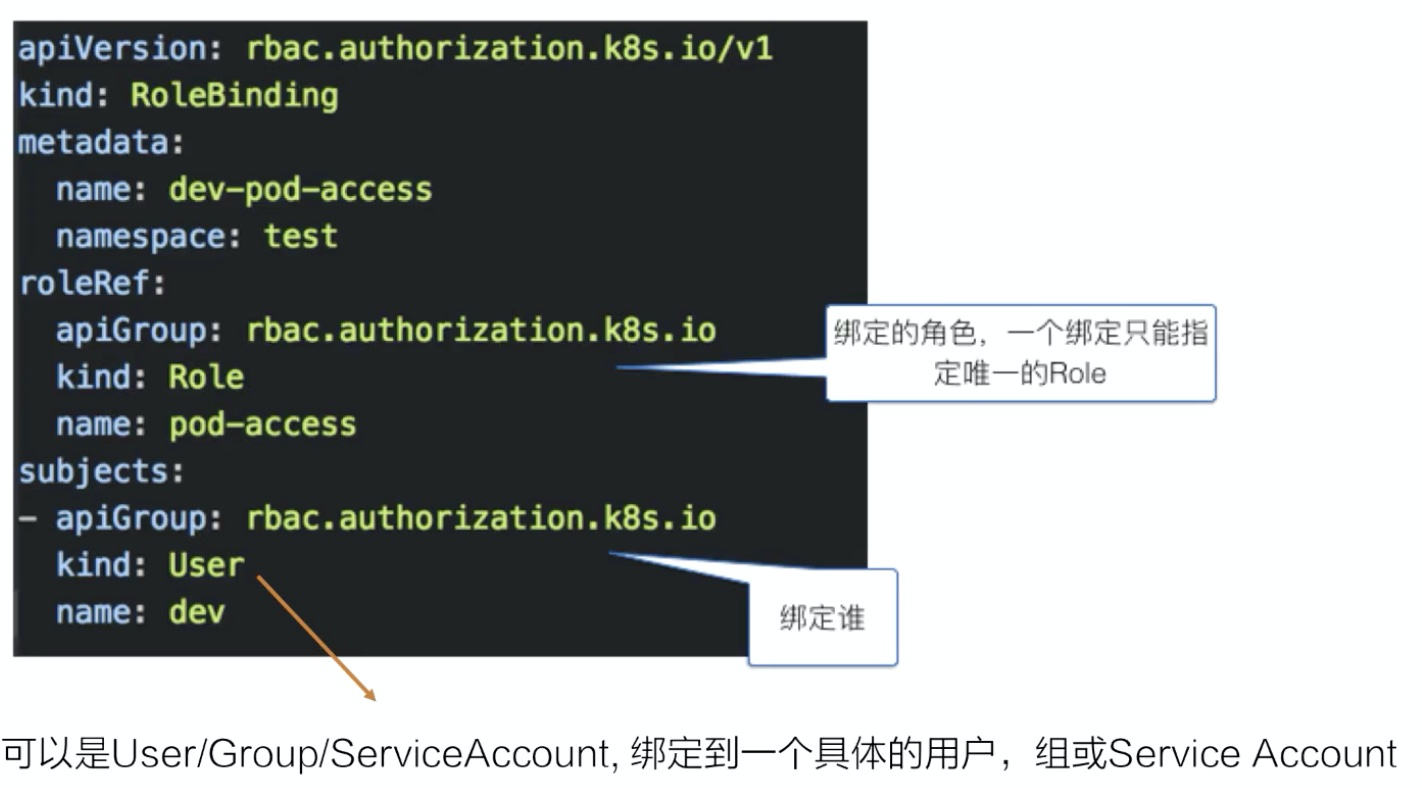 apiVersion: rbac.authorization.k8s.io/v1
kind: RoleBinding
metadata:
  name: dev-pod-access
  namespace: test
roleRef:
  apiGroup: rbac.authorization.k8s.io
  kind: Role
  name: pod-access
subjects:
- apiGroup: rbac.authorization.k8s.io
  kind: User
  name: dev
绑定的角色，一个绑定只能指
定唯一的Role
绑定谁
可以是User/Group/ServiceAccount, 绑定到一个具体的用户，组或Service Account